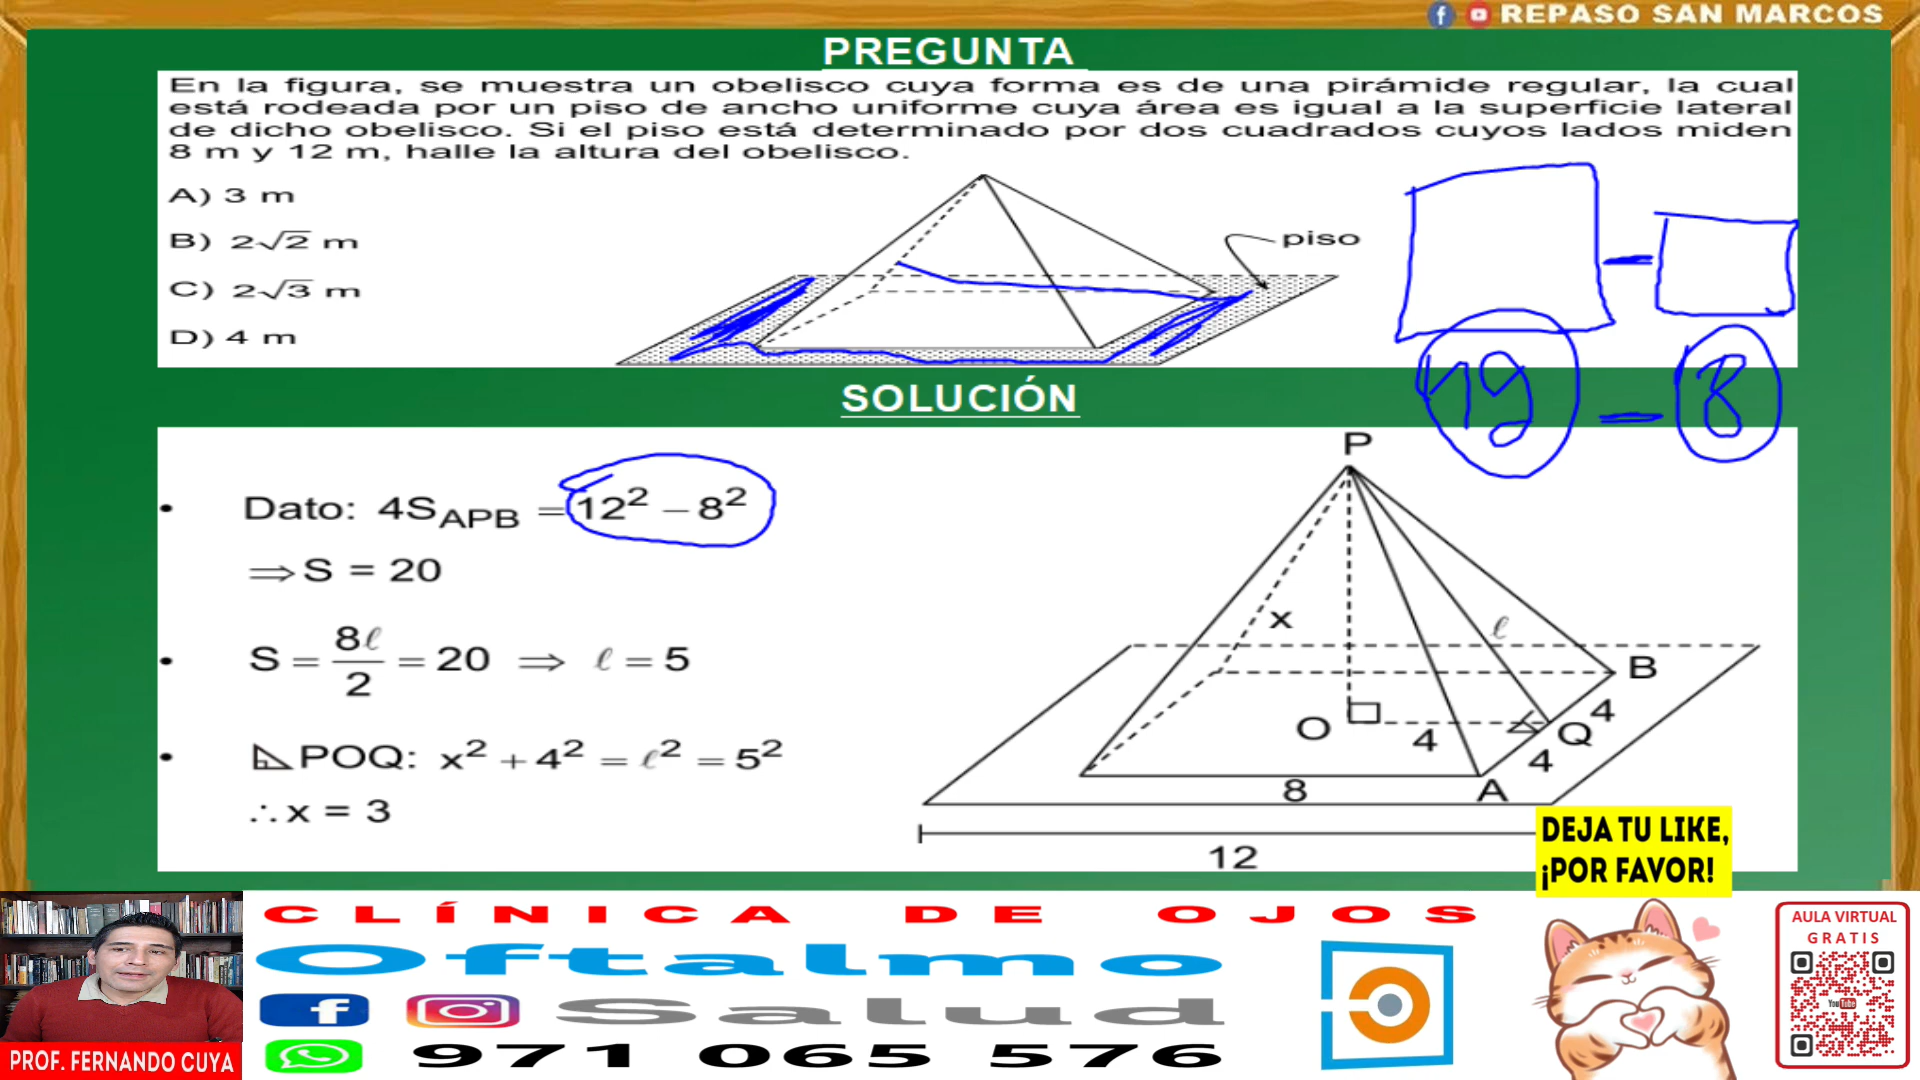 REPASO SAN MARCOS
PREGUNTA
En la figura, se muestra un obelisco cuya forma es de una pirámide regular, la cual
está rodeada por un piso de ancho uniforme cuya área es igual a la superficie lateral
de dicho obelisco. Si el piso está determinado por dos cuadrados cuyos lados miden
8 m y 12 m, halle la altura del obelisco.
A) 3 m
B) 2√2 m
C) 2√3 m
D) 4 m
piso
–
– 8
SOLUCIÓN
• Dato: 4S_APB = 12² – 8²
⇒ S = 20
• S = 8ℓ/2 = 20 ⇒ ℓ = 5
• ◺POQ: x² + 4² = ℓ² = 5²
∴ x = 3
P
x
ℓ
B
O
4
Q
4
4
8
A
12
DEJA TU LIKE,
¡POR FAVOR!
CLÍNICA DE OJOS
Oftalmo
Salud
971 065 576
PROF. FERNANDO CUYA
AULA VIRTUAL
GRATIS
YouTube